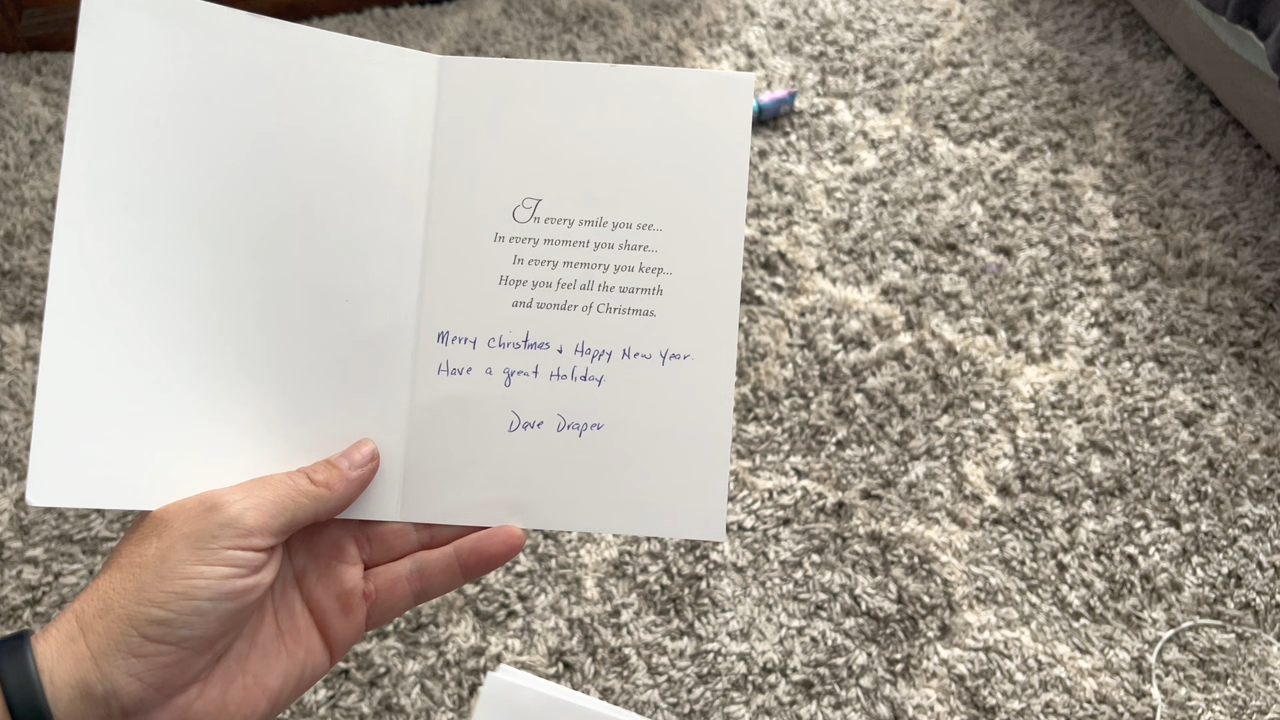 In every smile you see...
In every moment you share...
In every memory you keep...
Hope you feel all the warmth
and wonder of Christmas.
Merry Christmas & Happy New Year.
Have a great Holiday.
Dave Draper